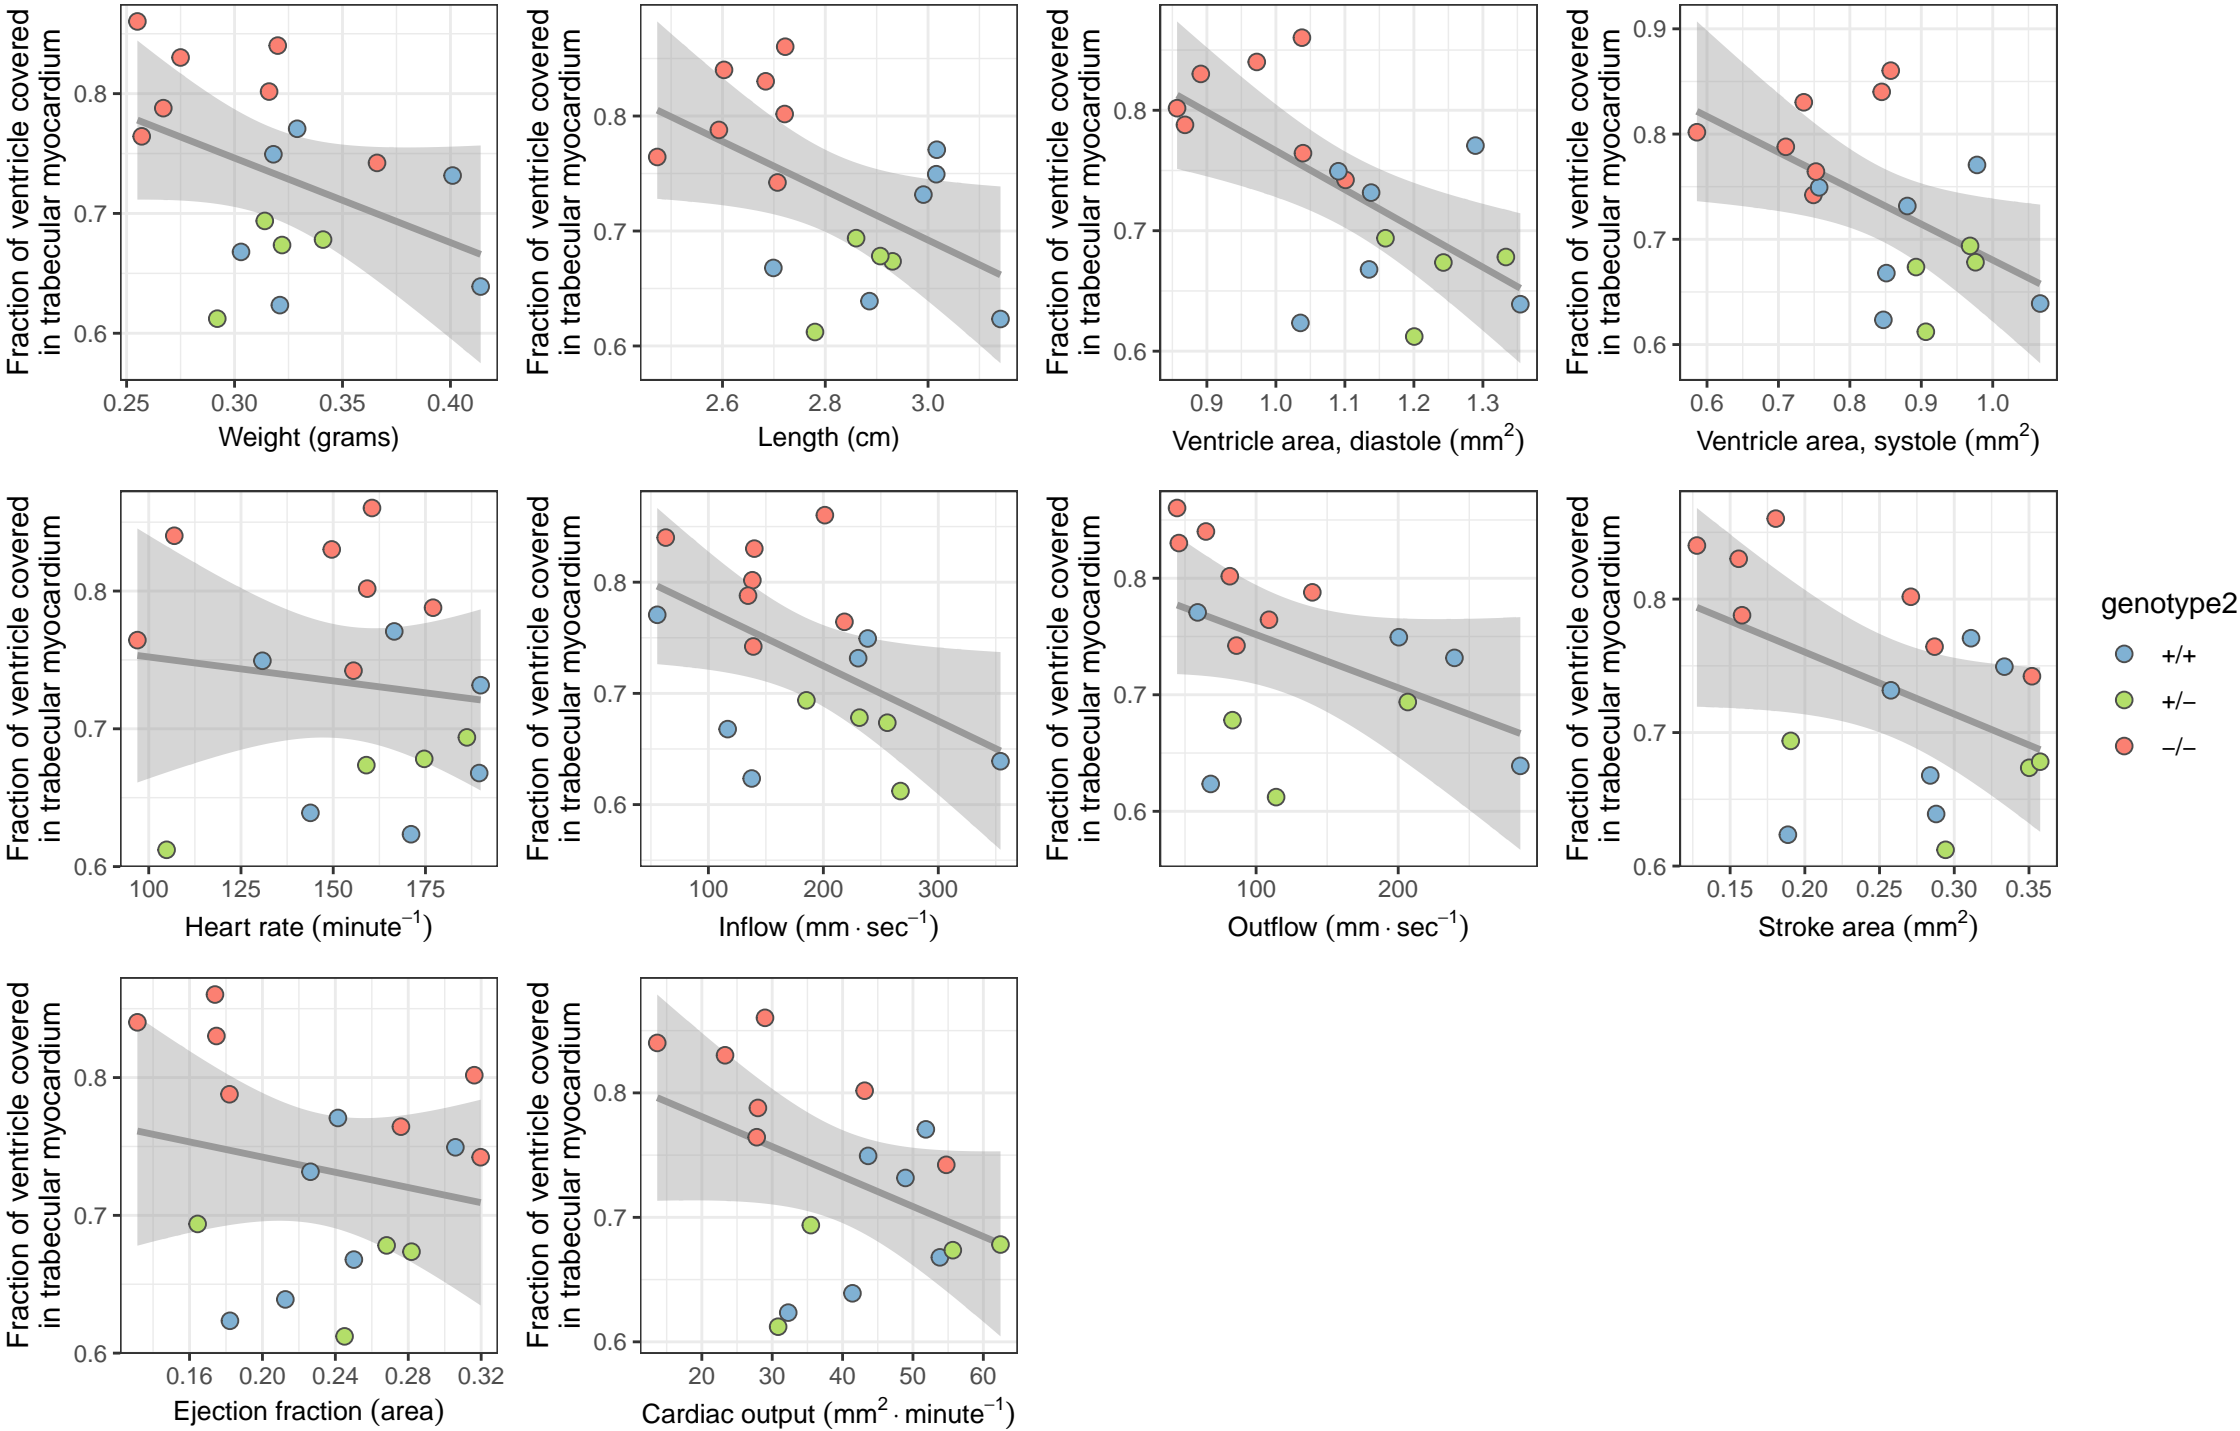 Fraction of ventricle covered
in trabecular myocardium
0.8
0.7
0.6
0.25 0.30 0.35 0.40
Weight (grams)
Fraction of ventricle covered
in trabecular myocardium
0.8
0.7
0.6
2.6 2.8 3.0
Length (cm)
Fraction of ventricle covered
in trabecular myocardium
0.8
0.7
0.6
0.9 1.0 1.1 1.2 1.3
Ventricle area, diastole (mm²)
Fraction of ventricle covered
in trabecular myocardium
0.9
0.8
0.7
0.6
0.6 0.7 0.8 0.9 1.0
Ventricle area, systole (mm²)
Fraction of ventricle covered
in trabecular myocardium
0.8
0.7
0.6
100 125 150 175
Heart rate (minute⁻¹)
Fraction of ventricle covered
in trabecular myocardium
0.8
0.7
0.6
100 200 300
Inflow (mm · sec⁻¹)
Fraction of ventricle covered
in trabecular myocardium
0.8
0.7
0.6
100 200
Outflow (mm · sec⁻¹)
Fraction of ventricle covered
in trabecular myocardium
0.8
0.7
0.6
0.15 0.20 0.25 0.30 0.35
Stroke area (mm²)
genotype2
+/+
+/−
−/−
Fraction of ventricle covered
in trabecular myocardium
0.8
0.7
0.6
0.16 0.20 0.24 0.28 0.32
Ejection fraction (area)
Fraction of ventricle covered
in trabecular myocardium
0.8
0.7
0.6
20 30 40 50 60
Cardiac output (mm² · minute⁻¹)